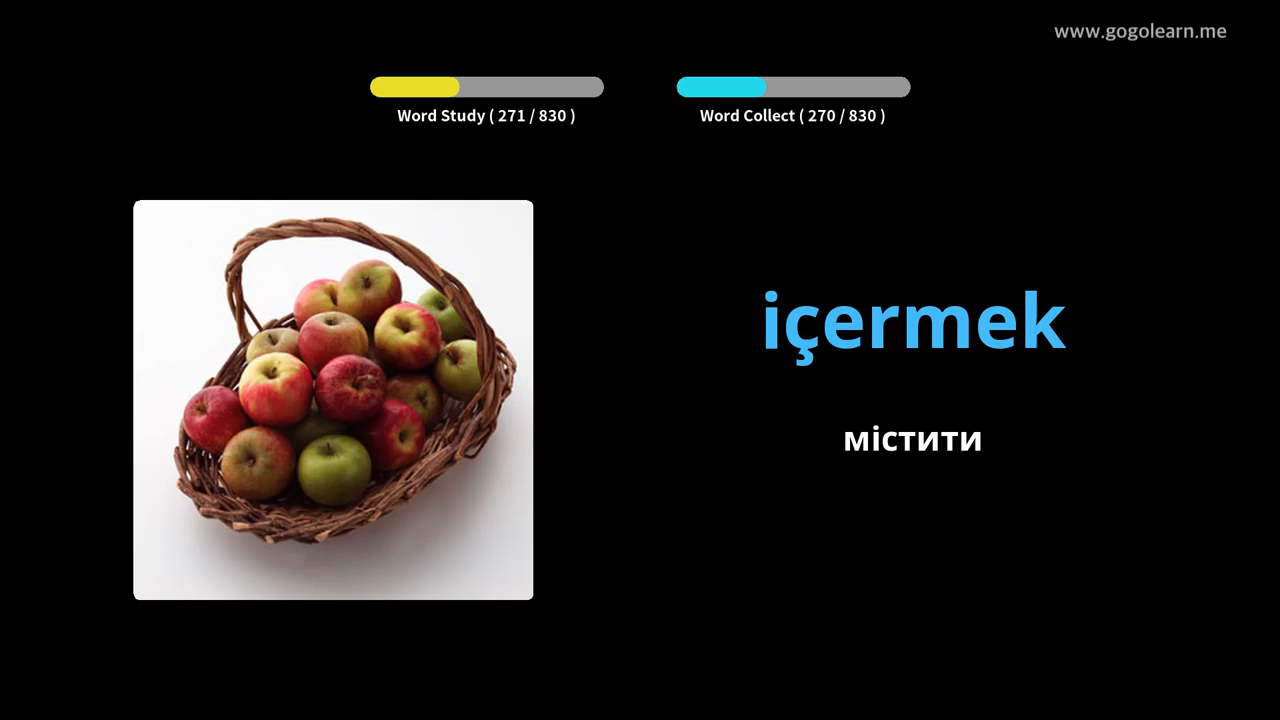 www.gogolearn.me
Word Study ( 271 / 830 )
Word Collect ( 270 / 830 )
içermek
містити